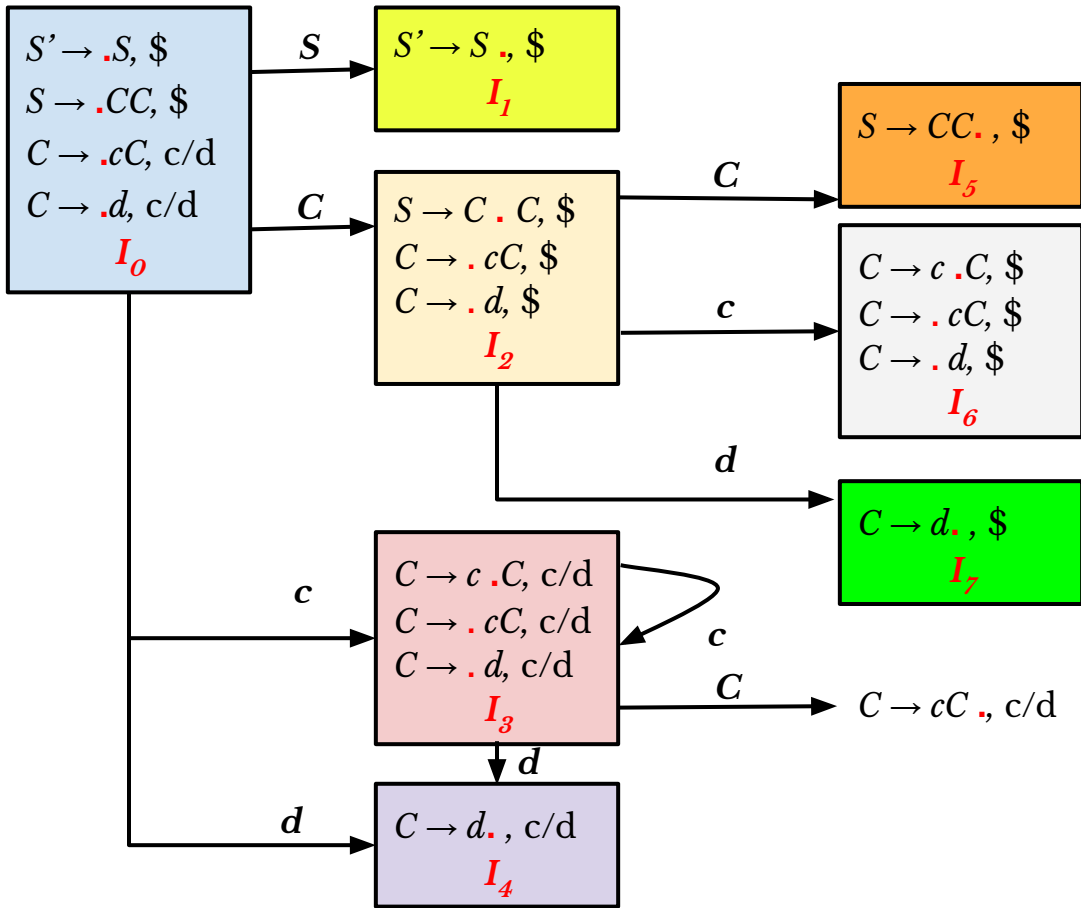 S' → .S, $
S → .CC, $
C → .cC, c/d
C → .d, c/d
I0
S
S' → S ., $
I1
C
S → C . C, $
C → . cC, $
C → . d, $
I2
C
S → CC. , $
I5
c
C → c .C, $
C → . cC, $
C → . d, $
I6
d
C → d. , $
I7
c
C → c .C, c/d
C → . cC, c/d
C → . d, c/d
I3
c
C
C → cC ., c/d
d
d
C → d. , c/d
I4